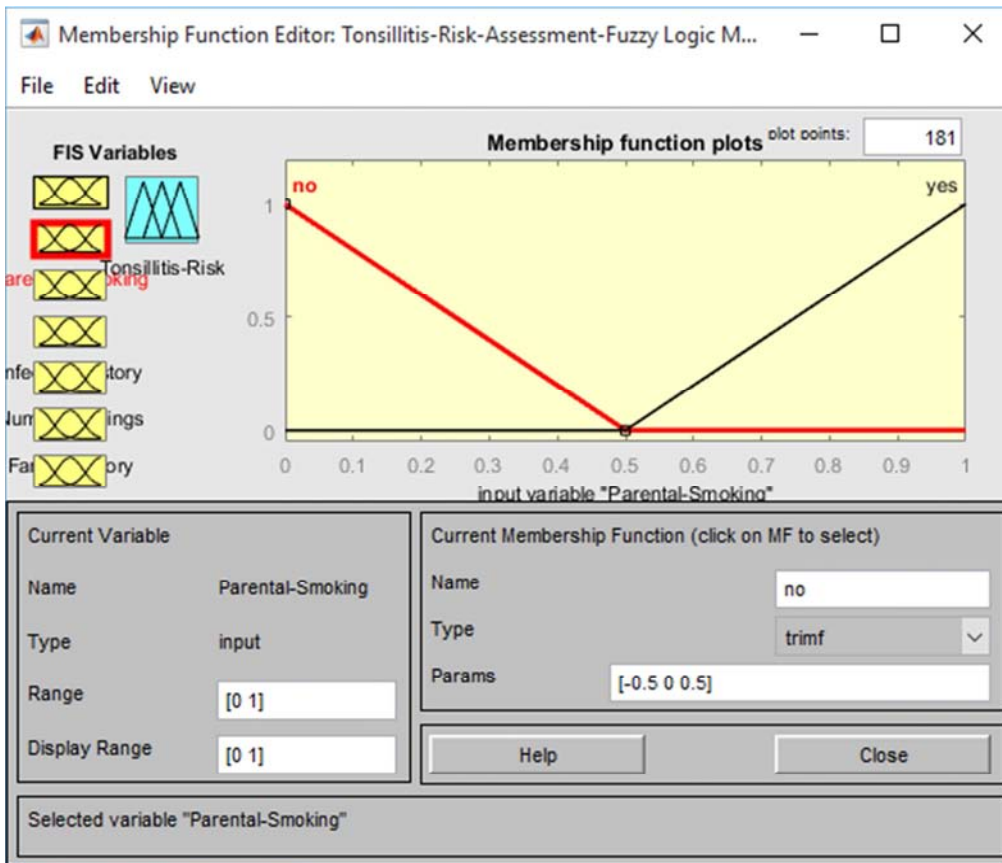 Membership Function Editor: Tonsillitis-Risk-Assessment-Fuzzy Logic M...
File Edit View
FIS Variables
Membership function plots
plot points:
181
Tonsillitis-Risk
no
yes
1
0.5
0
0 0.1 0.2 0.3 0.4 0.5 0.6 0.7 0.8 0.9 1
input variable "Parental-Smoking"
Current Variable
Name Parental-Smoking
Type input
Range [0 1]
Display Range [0 1]
Current Membership Function (click on MF to select)
Name no
Type trimf
Params [-0.5 0 0.5]
Help Close
Selected variable "Parental-Smoking"